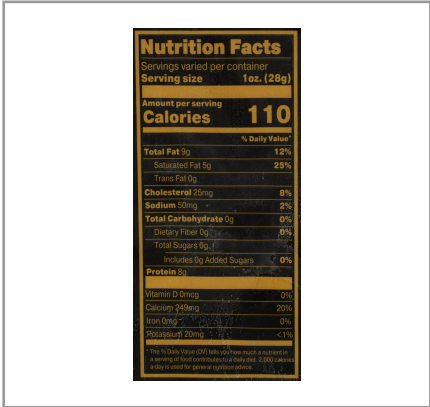 Nutrition Facts
Servings varied per container
Serving size 1oz. (28g)
Amount per serving
Calories 110
% Daily Value*
Total Fat 9g 12%
Saturated Fat 5g 25%
Trans Fat 0g
Cholesterol 25mg 8%
Sodium 50mg 2%
Total Carbohydrate 0g 0%
Dietary Fiber 0g 0%
Total Sugars 0g
Includes 0g Added Sugars 0%
Protein 8g
Vitamin D 0mcg 0%
Calcium 249mg 20%
Iron 0mg 0%
Potassium 20mg <1%
* The % Daily Value (DV) tells you how much a nutrient in
a serving of food contributes to a daily diet. 2,000 calories
a day is used for general nutrition advice.